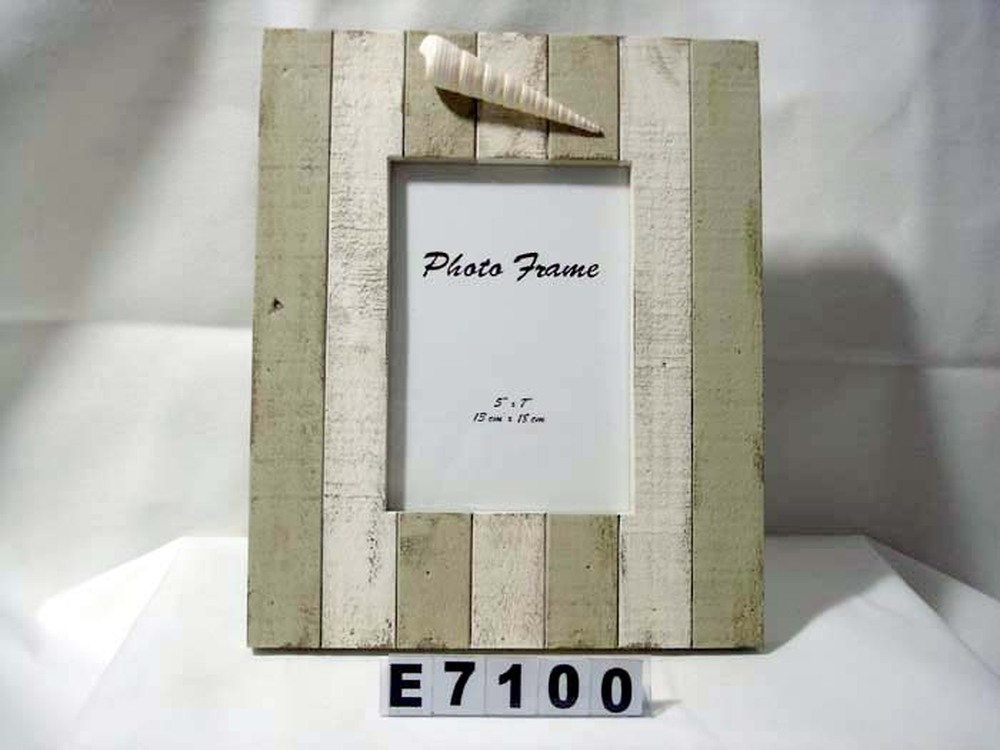 Photo Frame
5" x 7"
13 cm x 18 cm
E7100